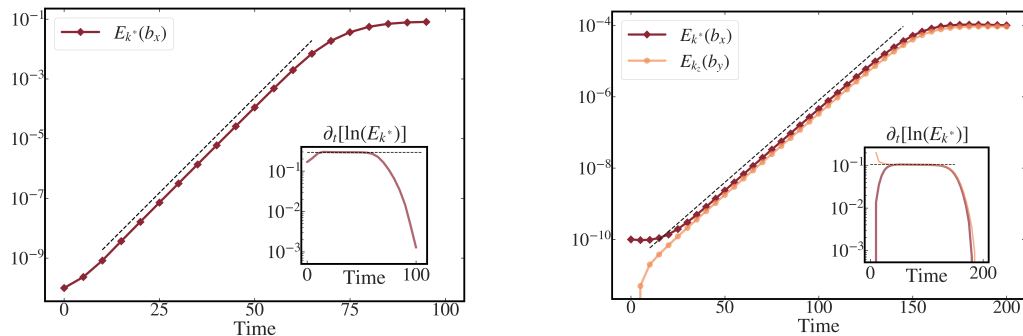 10⁻¹
10⁻³
10⁻⁵
10⁻⁷
10⁻⁹
E_{k*}(b_x)
∂_t[ln(E_{k*})]
10⁻¹
10⁻²
10⁻³
0 Time 100
0 25 50 75 100
Time
10⁻⁴
10⁻⁶
10⁻⁸
10⁻¹⁰
E_{k*}(b_x)
E_{k_z}(b_y)
∂_t[ln(E_{k*})]
10⁻¹
10⁻²
10⁻³
0 Time 200
0 50 100 150 200
Time